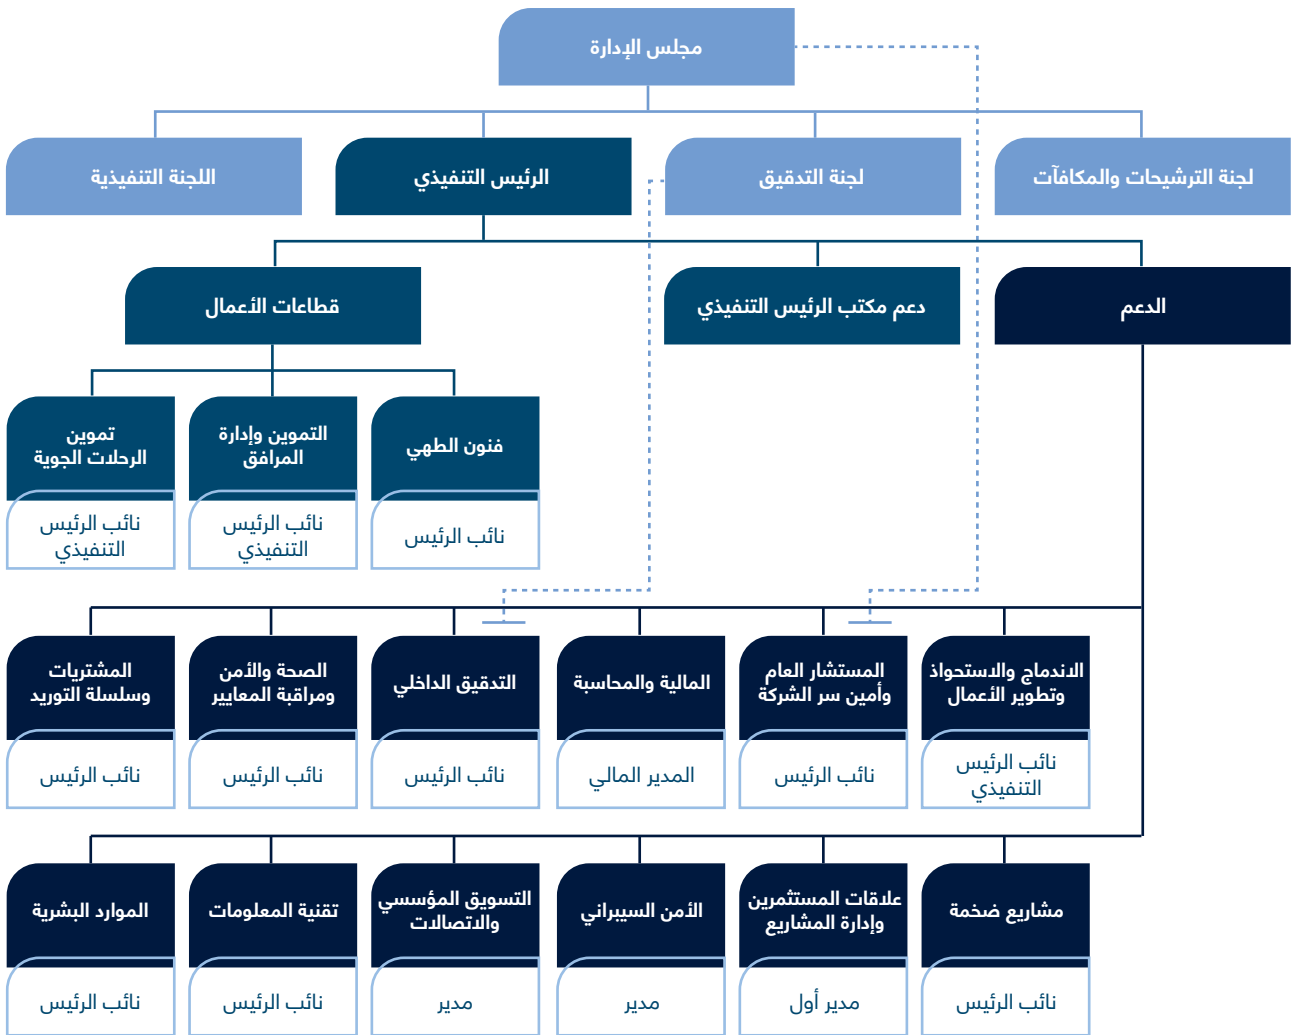 مجلس الإدارة
لجنة الترشيحات والمكافآت
لجنة التدقيق
الرئيس التنفيذي
اللجنة التنفيذية
الدعم
دعم مكتب الرئيس التنفيذي
قطاعات الأعمال
فنون الطهي
نائب الرئيس
التموين وإدارة
المرافق
نائب الرئيس
التنفيذي
تموين
الرحلات الجوية
نائب الرئيس
التنفيذي
الاندماج والاستحواذ
وتطوير الأعمال
نائب الرئيس
التنفيذي
المستشار العام
وأمين سر الشركة
نائب الرئيس
المالية والمحاسبة
المدير المالي
التدقيق الداخلي
نائب الرئيس
الصحة والأمن
ومراقبة المعايير
نائب الرئيس
المشتريات
وسلسلة التوريد
نائب الرئيس
مشاريع ضخمة
نائب الرئيس
علاقات المستثمرين
وإدارة المشاريع
مدير أول
الأمن السيبراني
مدير
التسويق المؤسسي
والاتصالات
مدير
تقنية المعلومات
نائب الرئيس
الموارد البشرية
نائب الرئيس